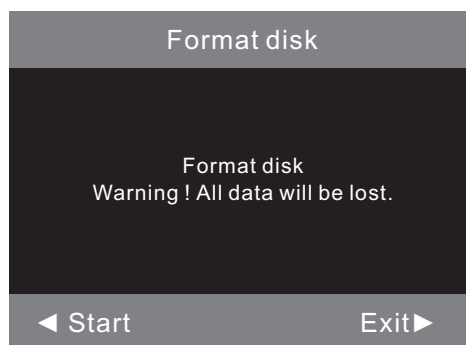 Format disk
Format disk
Warning ! All data will be lost.
◄ Start Exit►